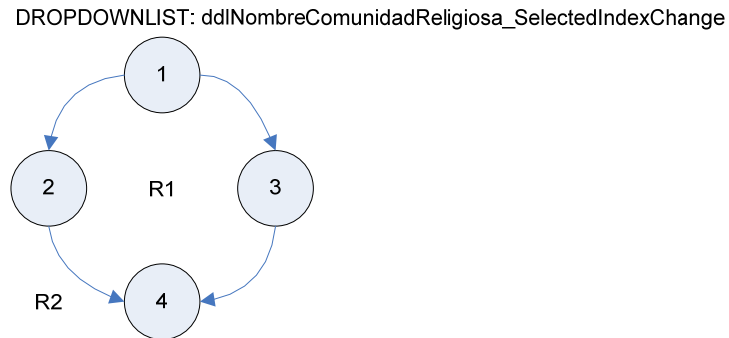 DROPDOWNLIST: ddlNombreComunidadReligiosa_SelectedIndexChange
1
2
R1
3
R2
4